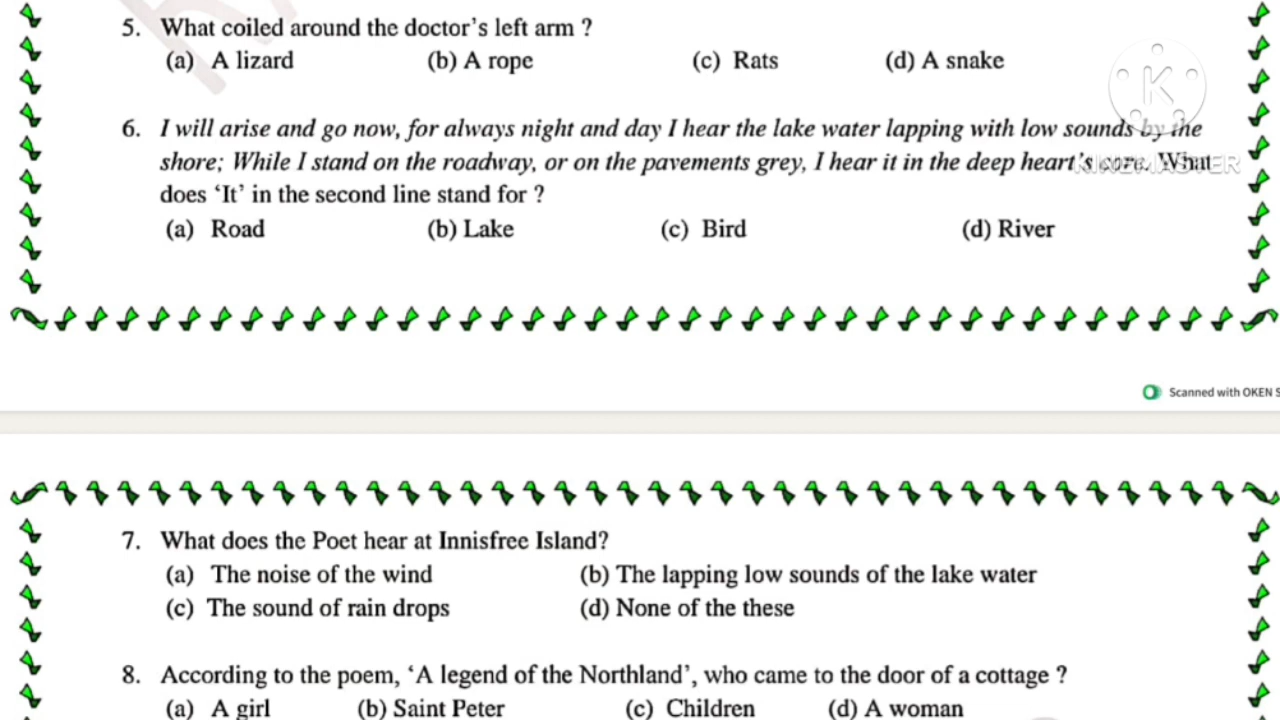 5. What coiled around the doctor's left arm ?
(a) A lizard (b) A rope (c) Rats (d) A snake
K
6. I will arise and go now, for always night and day I hear the lake water lapping with low sounds by the
shore; While I stand on the roadway, or on the pavements grey, I hear it in the deep heart's core. What
KINEMASTER
does ‘It’ in the second line stand for ?
(a) Road (b) Lake (c) Bird (d) River
Scanned with OKEN S
7. What does the Poet hear at Innisfree Island?
(a) The noise of the wind (b) The lapping low sounds of the lake water
(c) The sound of rain drops (d) None of the these
8. According to the poem, ‘A legend of the Northland’, who came to the door of a cottage ?
(a) A girl (b) Saint Peter (c) Children (d) A woman